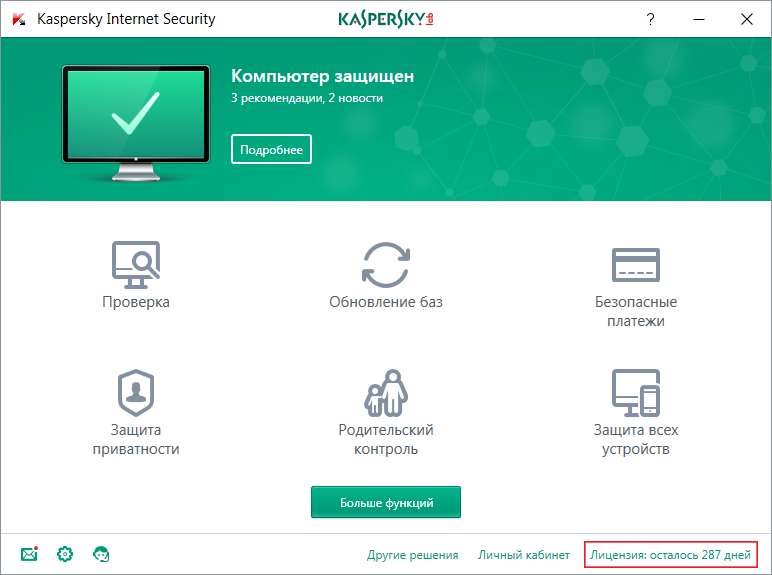 Kaspersky Internet Security
KASPERSKY lab
?
Компьютер защищен
3 рекомендации, 2 новости
Подробнее
Проверка
Обновление баз
Безопасные
платежи
Защита
приватности
Родительский
контроль
Защита всех
устройств
Больше функций
Другие решения
Личный кабинет
Лицензия: осталось 287 дней